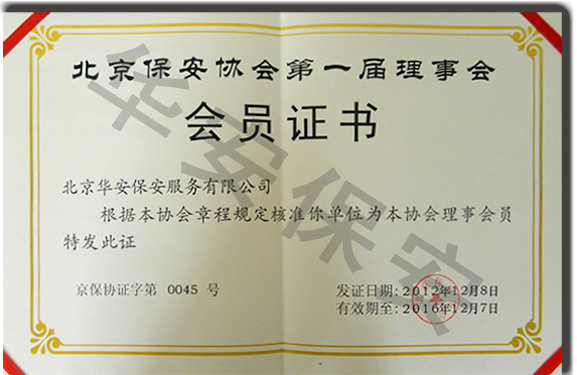 北京保安协会第一届理事会
会员证书
北京华安保安服务有限公司
根据本协会章程规定核准你单位为本协会理事会员
特发此证
京保协证字第 0045 号
发证日期:2012年12月8日
有效期至:2016年12月7日
华安保安